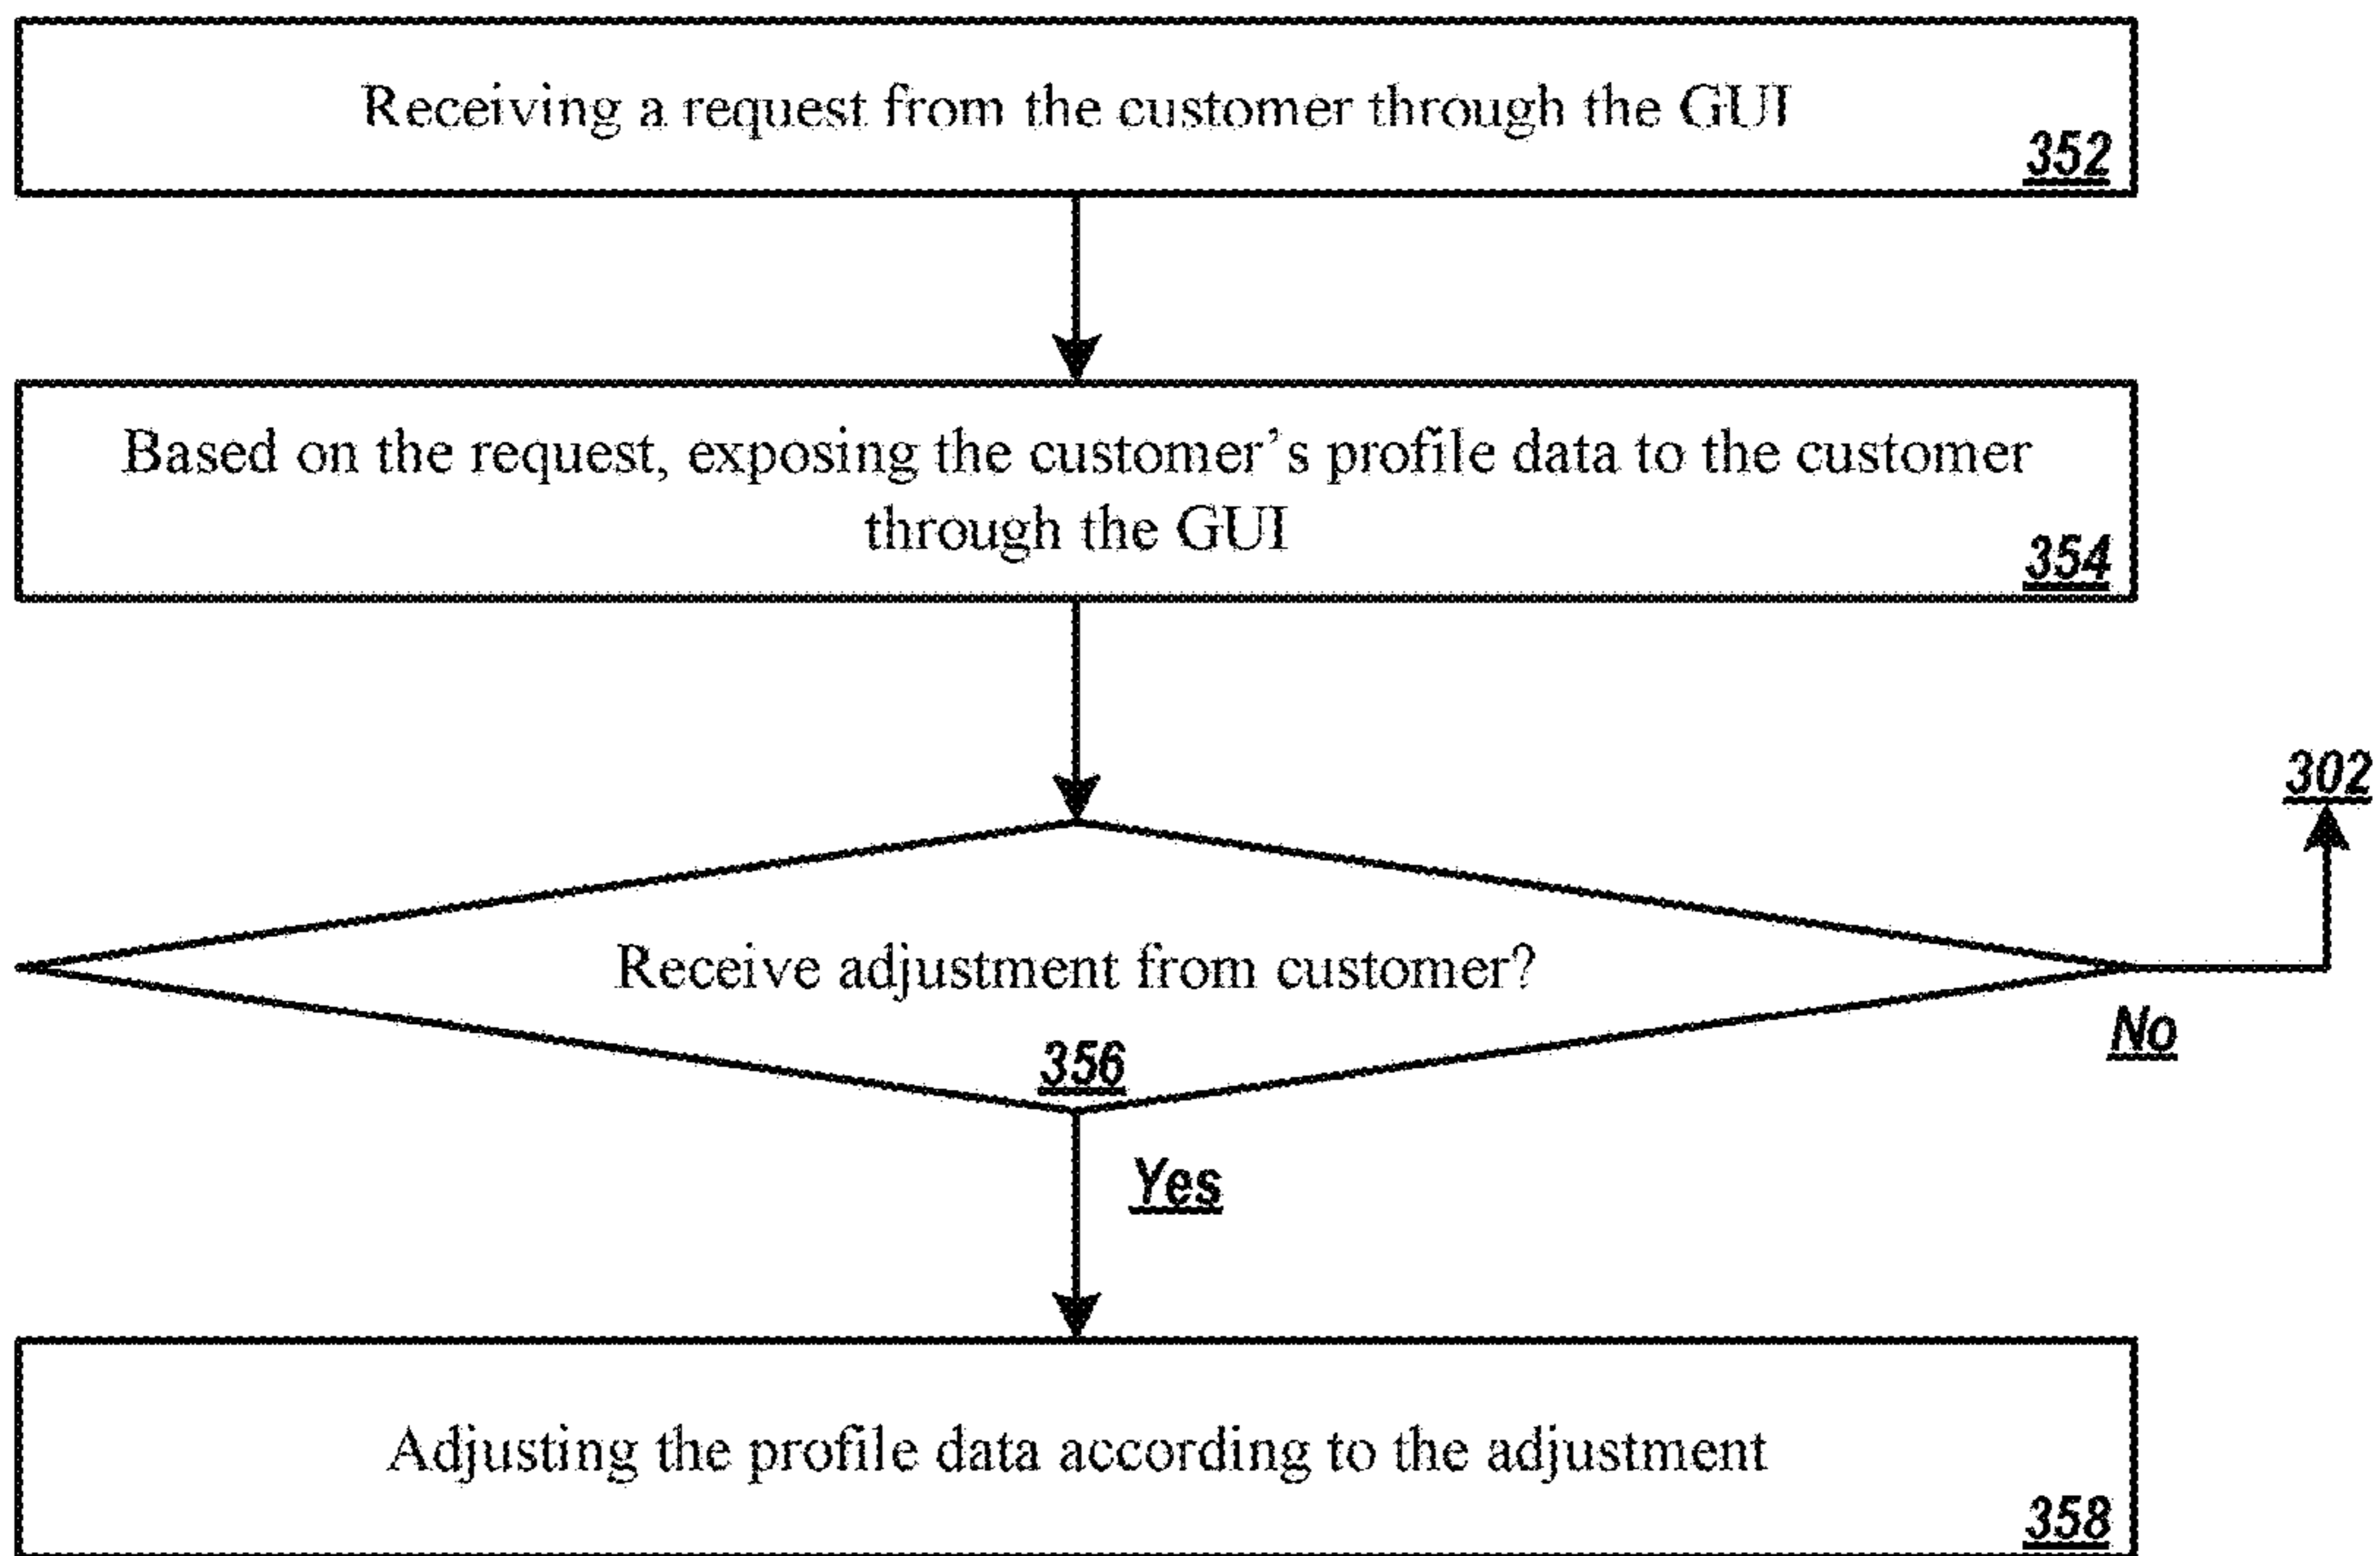 Receiving a request from the customer through the GUI
352
Based on the request, exposing the customer’s profile data to the customer
through the GUI
354
302
Receive adjustment from customer?
No
356
Yes
Adjusting the profile data according to the adjustment
358